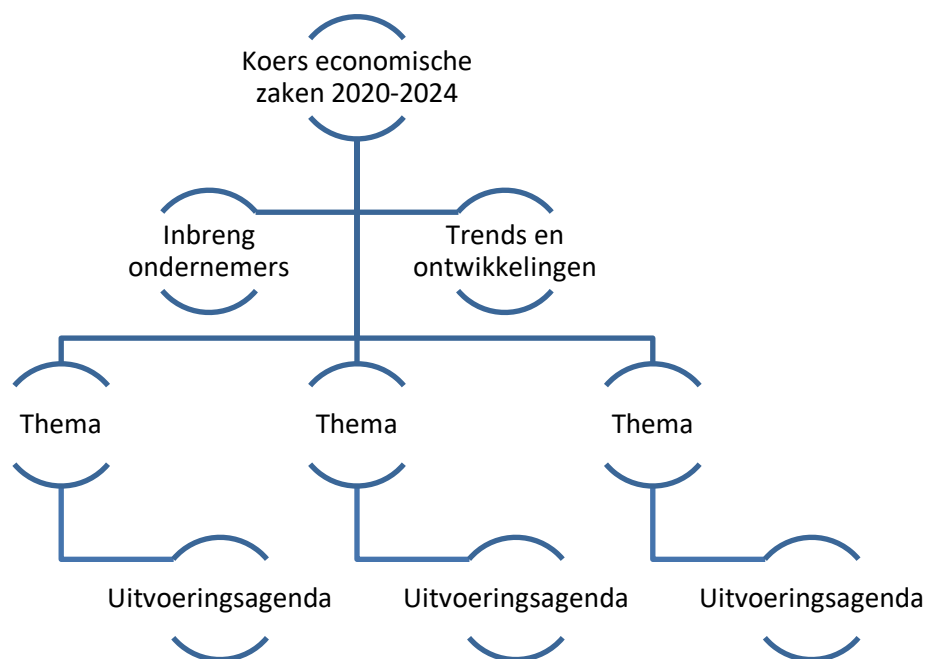 Koers economische
zaken 2020-2024
Inbreng
ondernemers
Trends en
ontwikkelingen
Thema
Thema
Thema
Uitvoeringsagenda
Uitvoeringsagenda
Uitvoeringsagenda